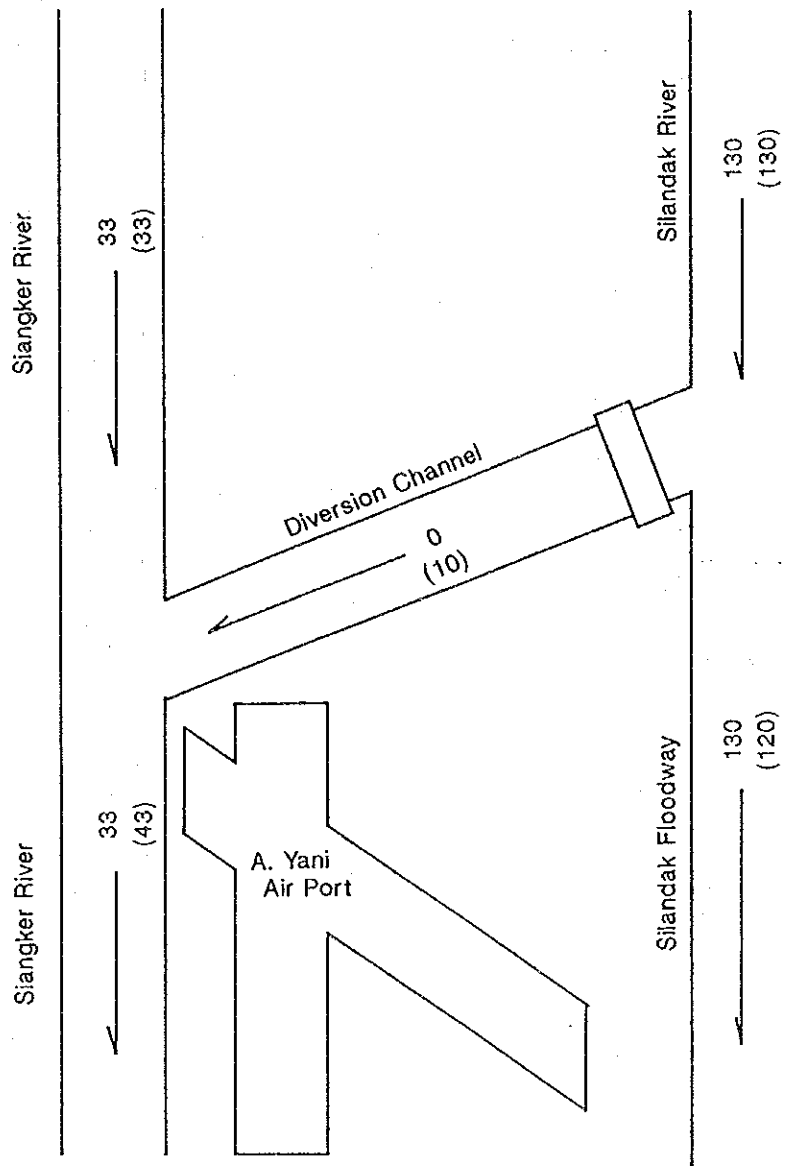 Siangker River
33
(33)
Silandak River
130
(130)
Diversion Channel
0
(10)
Siangker River
33
(43)
A. Yani
Air Port
Silandak Floodway
130
(120)